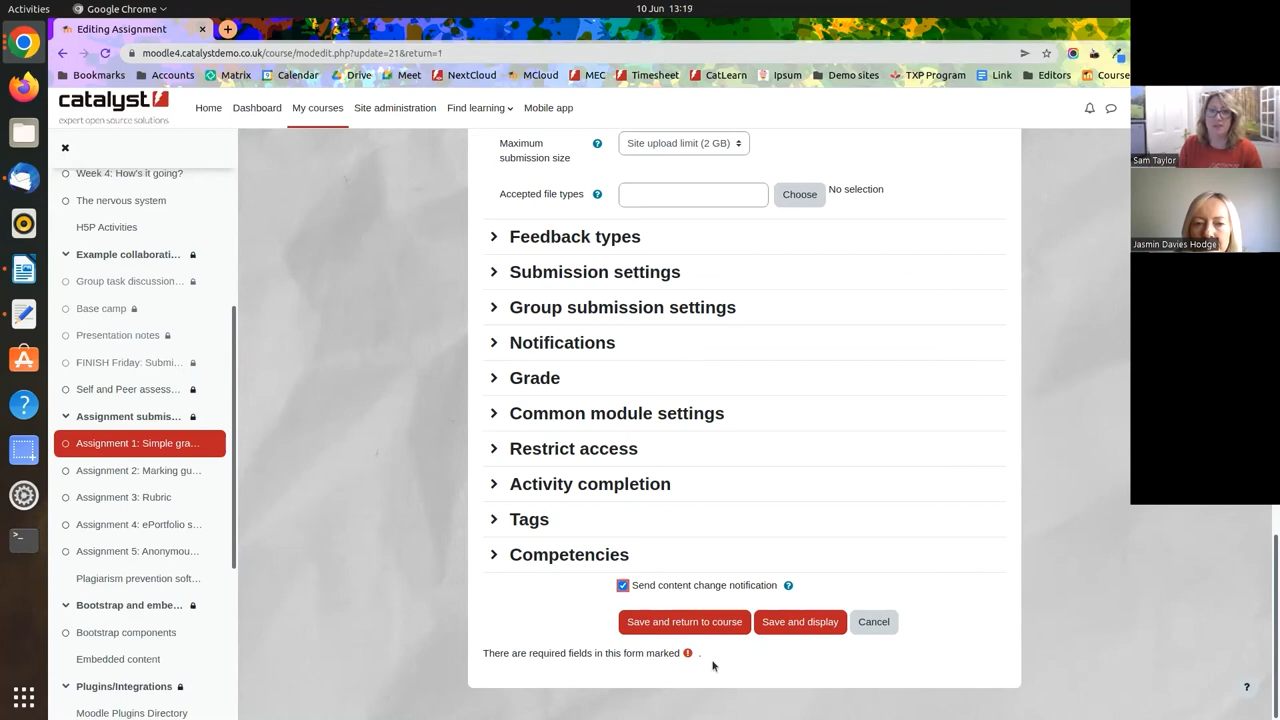 Activities
Google Chrome
10 Jun 13:19
Editing Assignment
moodle4.catalystdemo.co.uk/course/modedit.php?update=21&return=1
Bookmarks Accounts Matrix Calendar Drive Meet NextCloud MCloud MEC Timesheet CatLearn Ipsum Demo sites TXP Program Link Editors Course
catalyst
expert open source solutions
Home Dashboard My courses Site administration Find learning Mobile app
Week 4: How's it going?
The nervous system
H5P Activities
Example collaborati...
Group task discussion...
Base camp
Presentation notes
FINISH Friday: Submi...
Self and Peer assess...
Assignment submis...
Assignment 1: Simple gra...
Assignment 2: Marking gu...
Assignment 3: Rubric
Assignment 4: ePortfolio s...
Assignment 5: Anonymou...
Plagiarism prevention soft...
Bootstrap and embe...
Bootstrap components
Embedded content
Plugins/Integrations
Moodle Plugins Directory
Maximum
submission size
Site upload limit (2 GB)
Accepted file types
Choose
No selection
Feedback types
Submission settings
Group submission settings
Notifications
Grade
Common module settings
Restrict access
Activity completion
Tags
Competencies
Send content change notification
Save and return to course
Save and display
Cancel
There are required fields in this form marked .
Sam Taylor
Jasmin Davies Hodge